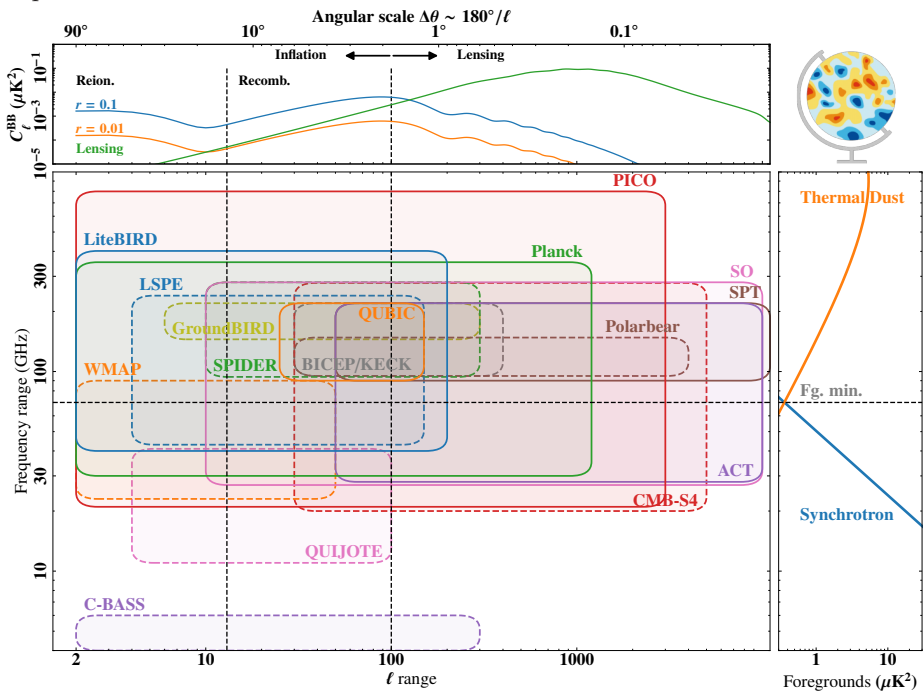 Angular scale Δθ ~ 180°/ℓ
90° 10° 1° 0.1°
Inflation Lensing
Reion. Recomb.
r = 0.1
r = 0.01
Lensing
10⁻¹
10⁻³
10⁻⁵
C_ℓ^BB (μK²)
PICO
LiteBIRD
Planck
SO
LSPE
SPT
QUBIC
GroundBIRD
Polarbear
WMAP
SPIDER
BICEP/KECK
ACT
CMB-S4
QUIJOTE
C-BASS
300
100
30
10
Frequency range (GHz)
2 10 100 1000
ℓ range
Thermal Dust
Fg. min.
Synchrotron
1 10
Foregrounds (μK²)